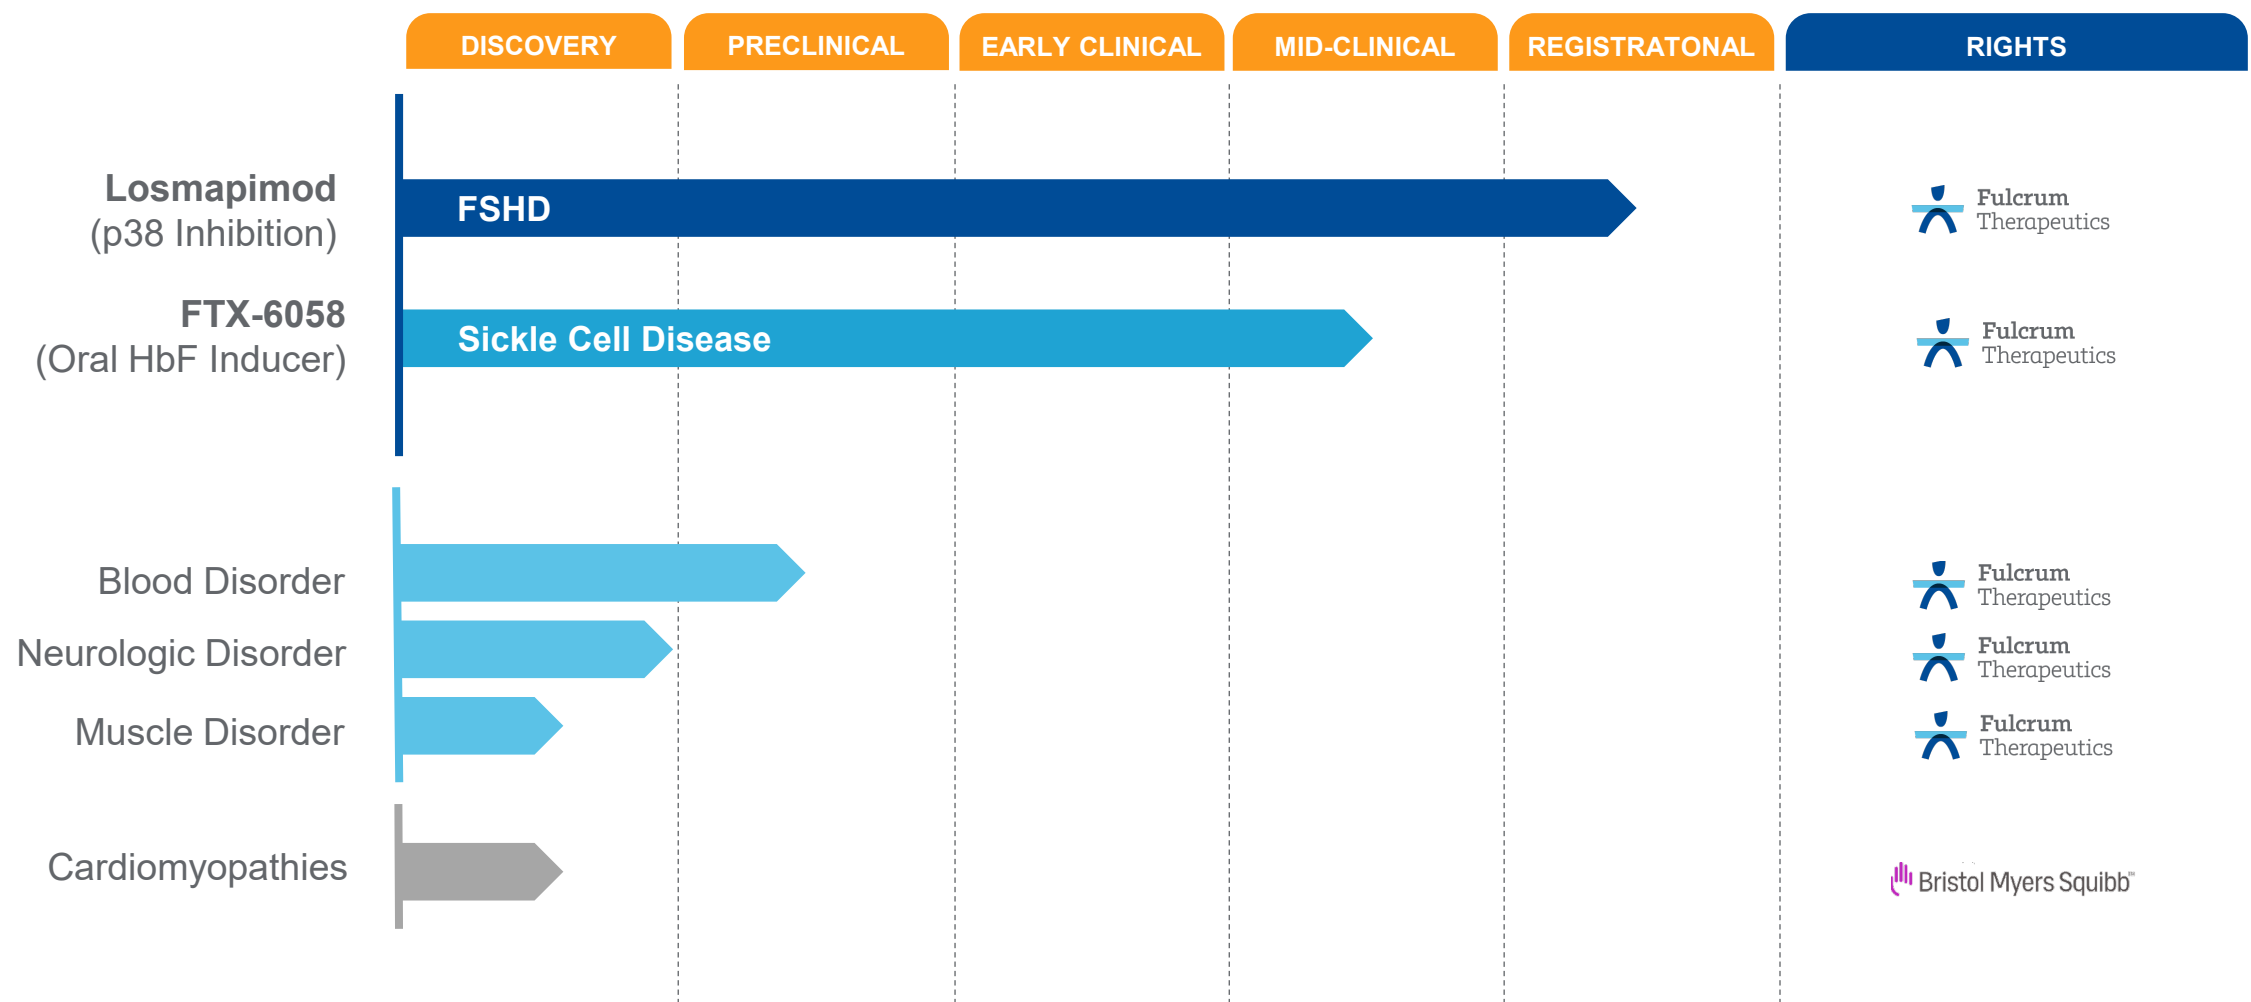 DISCOVERY
PRECLINICAL
EARLY CLINICAL
MID-CLINICAL
REGISTRATONAL
RIGHTS
Losmapimod
(p38 Inhibition)
FSHD
Fulcrum
Therapeutics
FTX-6058
(Oral HbF Inducer)
Sickle Cell Disease
Fulcrum
Therapeutics
Blood Disorder
Fulcrum
Therapeutics
Neurologic Disorder
Fulcrum
Therapeutics
Muscle Disorder
Fulcrum
Therapeutics
Cardiomyopathies
Bristol Myers Squibb™